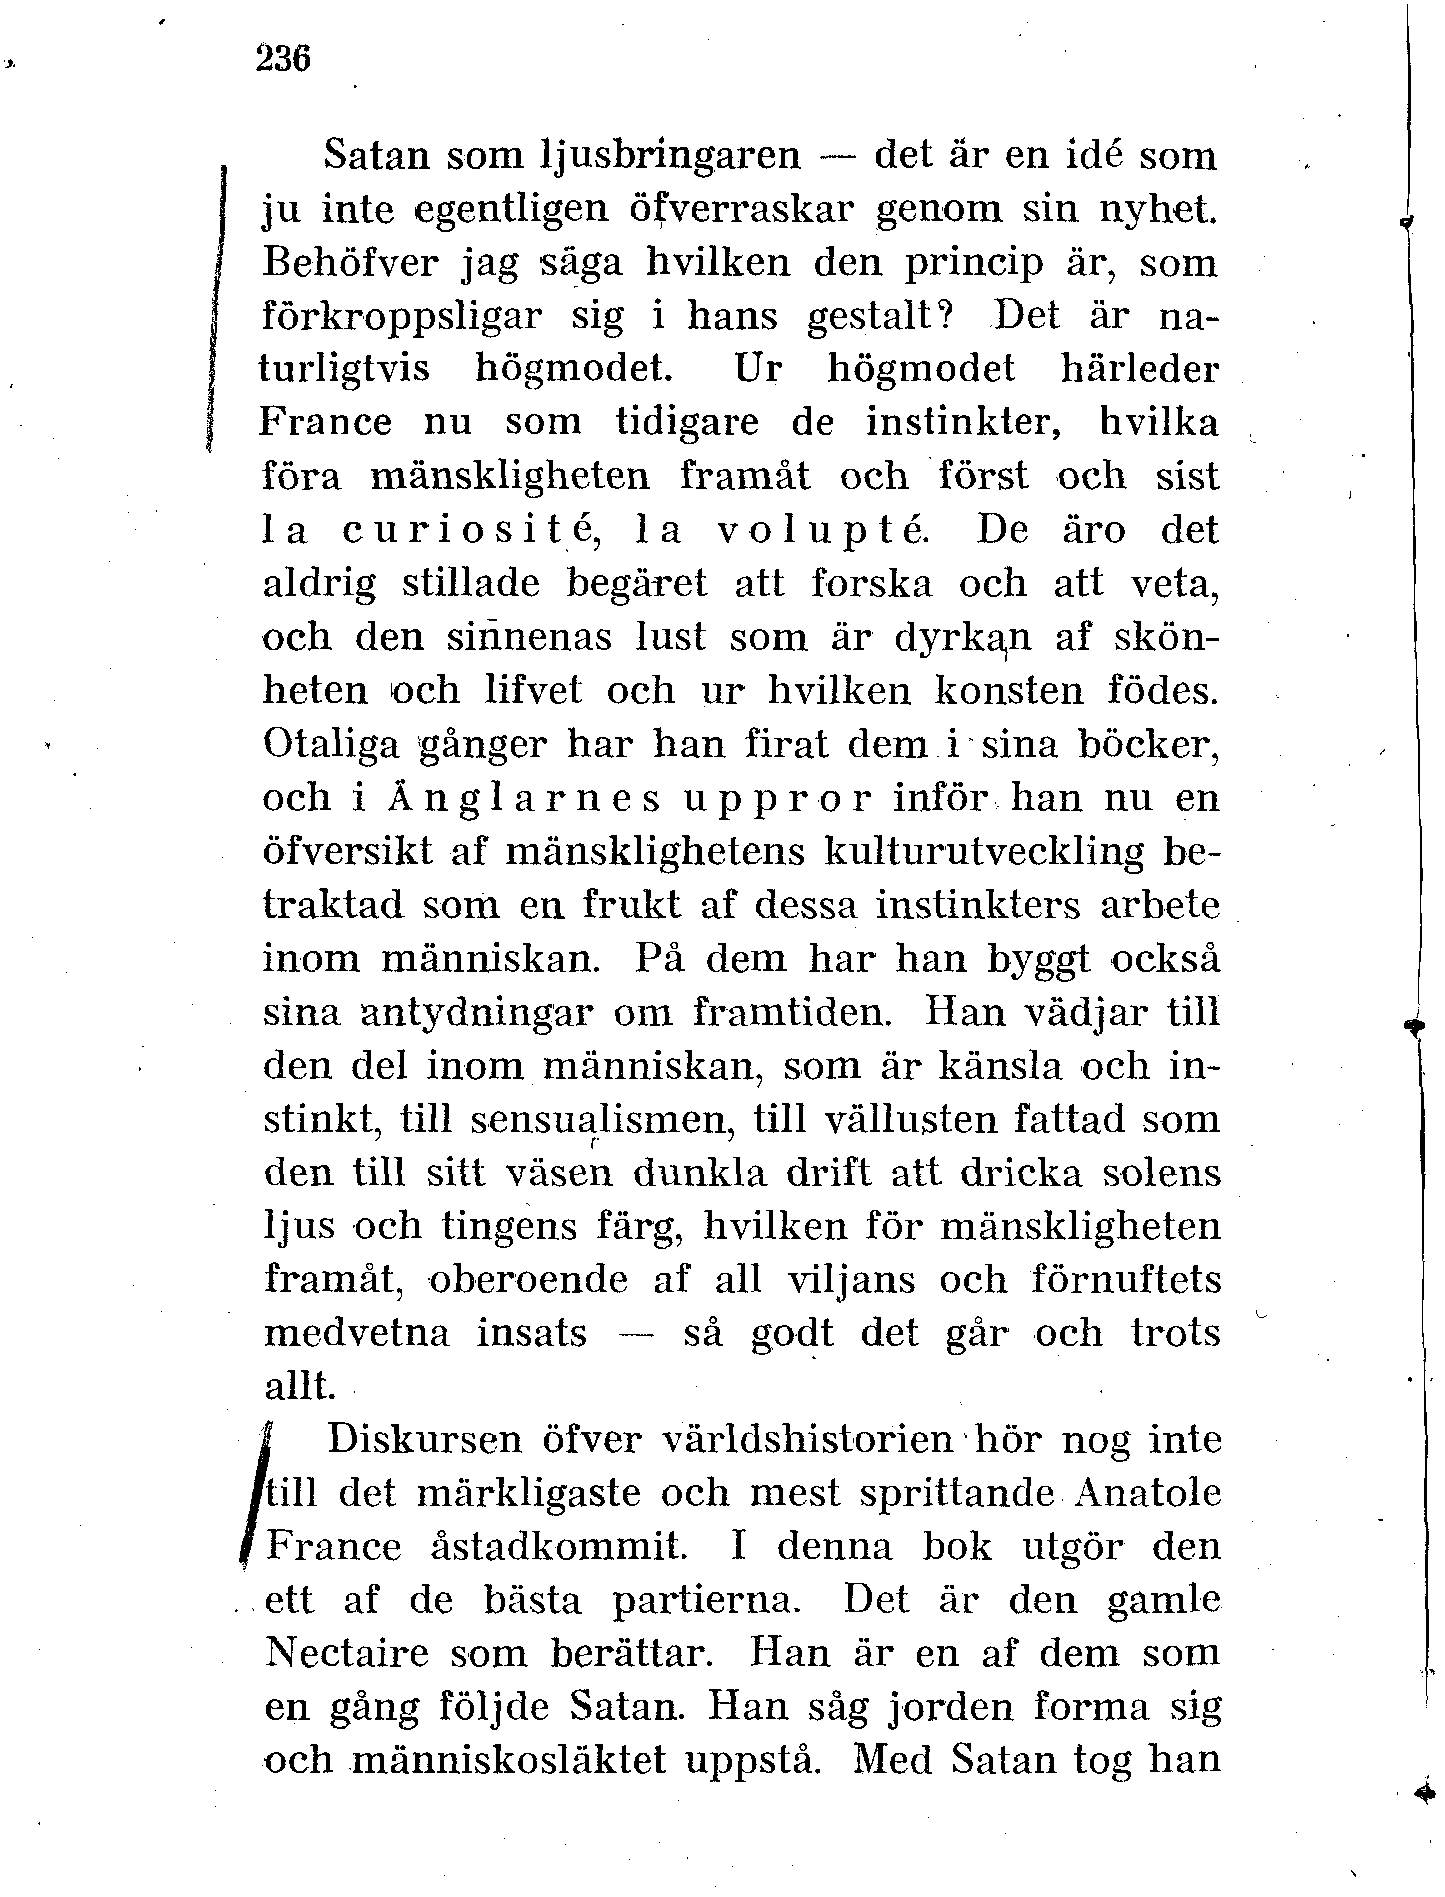 236
Satan som ljusbringaren — det är en idé som
ju inte egentligen öfverraskar genom sin nyhet.
Behöfver jag säga hvilken den princip är, som
förkroppsligar sig i hans gestalt? Det är na-
turligtvis högmodet. Ur högmodet härleder
France nu som tidigare de instinkter, hvilka
föra mänskligheten framåt och först och sist
la curiosité, la volupté. De äro det
aldrig stillade begäret att forska och att veta,
och den sinnenas lust som är dyrkan af skön-
heten och lifvet och ur hvilken konsten födes.
Otaliga gånger har han firat dem i sina böcker,
och i Änglarnes uppror inför han nu en
öfversikt af mänsklighetens kulturutveckling be-
traktad som en frukt af dessa instinkters arbete
inom människan. På dem har han byggt också
sina antydningar om framtiden. Han vädjar till
den del inom människan, som är känsla och in-
stinkt, till sensualismen, till vällusten fattad som
den till sitt väsen dunkla drift att dricka solens
ljus och tingens färg, hvilken för mänskligheten
framåt, oberoende af all viljans och förnuftets
medvetna insats — så godt det går och trots
allt.
Diskursen öfver världshistorien hör nog inte
till det märkligaste och mest sprittande Anatole
France åstadkommit. I denna bok utgör den
ett af de bästa partierna. Det är den gamle
Nectaire som berättar. Han är en af dem som
en gång följde Satan. Han såg jorden forma sig
och människosläktet uppstå. Med Satan tog han